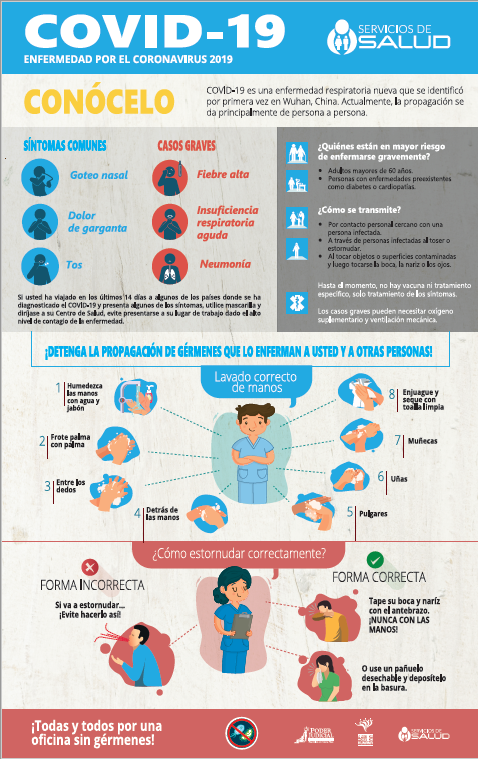 COVID-19
ENFERMEDAD POR EL CORONAVIRUS 2019
SERVICIOS DE
SALUD
CONÓCELO
COVID-19 es una enfermedad respiratoria nueva que se identificó
por primera vez en Wuhan, China. Actualmente, la propagación se
da principalmente de persona a persona.
SÍNTOMAS COMUNES
Goteo nasal
Dolor
de garganta
Tos
CASOS GRAVES
Fiebre alta
Insuficiencia
respiratoria
aguda
Neumonía
Si usted ha viajado en los últimos 14 días a algunos de los países donde se ha
diagnosticado el COVID-19 y presenta algunos de los síntomas, utilice mascarilla y
diríjase a su Centro de Salud, evite presentarse a su lugar de trabajo dado el alto
nivel de contagio de la enfermedad.
¿Quiénes están en mayor riesgo
de enfermarse gravemente?
• Adultos mayores de 60 años.
• Personas con enfermedades preexistentes
como diabetes o cardiopatías.
¿Cómo se transmite?
• Por contacto personal cercano con una
persona infectada.
• A través de personas infectadas al toser o
estornudar.
• Al tocar objetos o superficies contaminadas
y luego tocarse la boca, la nariz o los ojos.
Hasta el momento, no hay vacuna ni tratamiento
específico, solo tratamiento de los síntomas.
Los casos graves pueden necesitar oxígeno
suplementario y ventilación mecánica.
¡DETENGA LA PROPAGACIÓN DE GÉRMENES QUE LO ENFERMAN A USTED Y A OTRAS PERSONAS!
Lavado correcto
de manos
1 Humedezca
las manos
con agua y
jabón
2 Frote palma
con palma
3 Entre los
dedos
4 Detrás de
las manos
5 Pulgares
6 Uñas
7 Muñecas
8 Enjuague y
seque con
toalla limpia
¿Cómo estornudar correctamente?
FORMA INCORRECTA
Si va a estornudar...
¡Evite hacerlo así!
FORMA CORRECTA
Tape su boca y naríz
con el antebrazo.
¡NUNCA CON LAS
MANOS!
O use un pañuelo
desechable y deposítelo
en la basura.
¡Todas y todos por una
oficina sin gérmenes!
PODER
JUDICIAL
SERVICIOS DE
SALUD